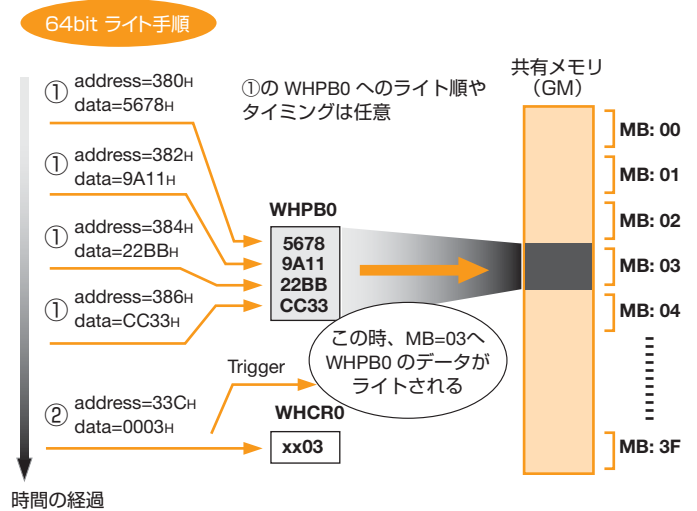 64bit ライト手順
① address=380H
data=5678H
① address=382H
data=9A11H
① address=384H
data=22BBH
① address=386H
data=CC33H
② address=33CH
data=0003H
時間の経過
①の WHPB0 へのライト順や
タイミングは任意
WHPB0
5678
9A11
22BB
CC33
この時、MB=03へ
WHPB0 のデータが
ライトされる
Trigger
WHCR0
xx03
共有メモリ
（GM）
MB: 00
MB: 01
MB: 02
MB: 03
MB: 04
MB: 3F